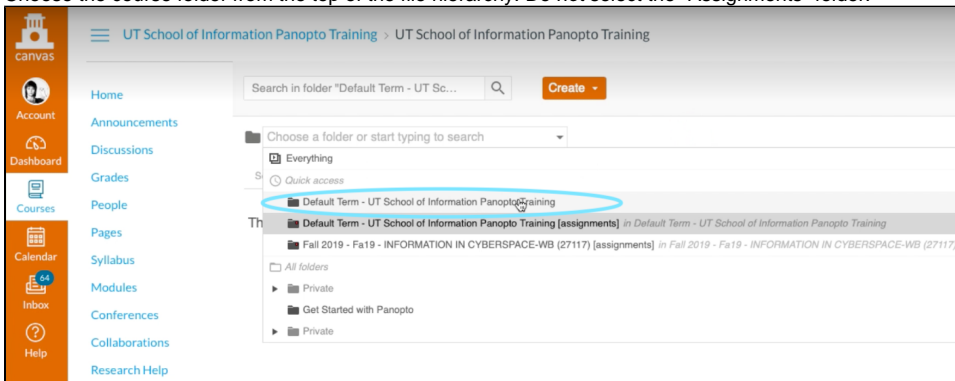 Choose the course folder from the top of the file hierarchy. Do not select the "Assignments" folder.
canvas
UT School of Information Panopto Training > UT School of Information Panopto Training
Account
Dashboard
Courses
Calendar
64
Inbox
Help
Home
Announcements
Discussions
Grades
People
Pages
Syllabus
Modules
Conferences
Collaborations
Research Help
Search in folder "Default Term - UT Sc...
Create
Choose a folder or start typing to search
Everything
S
Quick access
Default Term - UT School of Information Panopto Training
Th
Default Term - UT School of Information Panopto Training [assignments] in Default Term - UT School of Information Panopto Training
Fall 2019 - Fa19 - INFORMATION IN CYBERSPACE-WB (27117) [assignments] in Fall 2019 - Fa19 - INFORMATION IN CYBERSPACE-WB (27117)
All folders
Private
Get Started with Panopto
Private